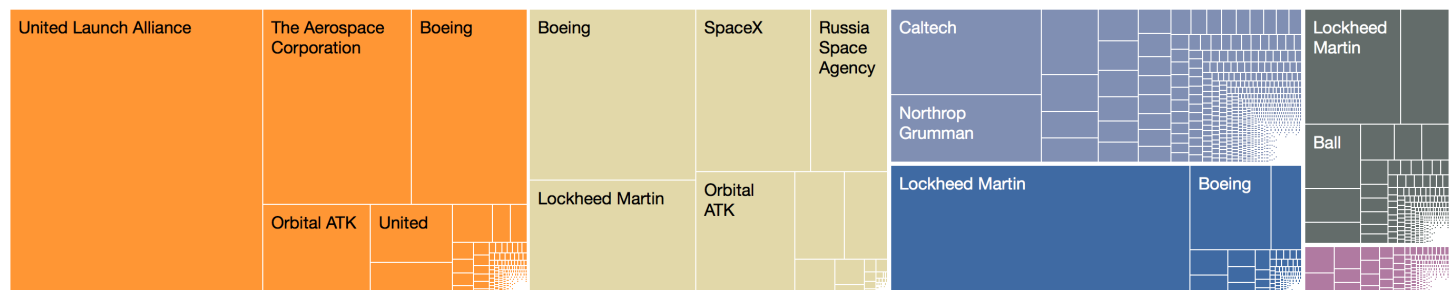 United Launch Alliance
The Aerospace
Corporation
Boeing
Orbital ATK
United
Boeing
SpaceX
Russia
Space
Agency
Lockheed Martin
Orbital
ATK
Caltech
Northrop
Grumman
Lockheed Martin
Boeing
Lockheed
Martin
Ball